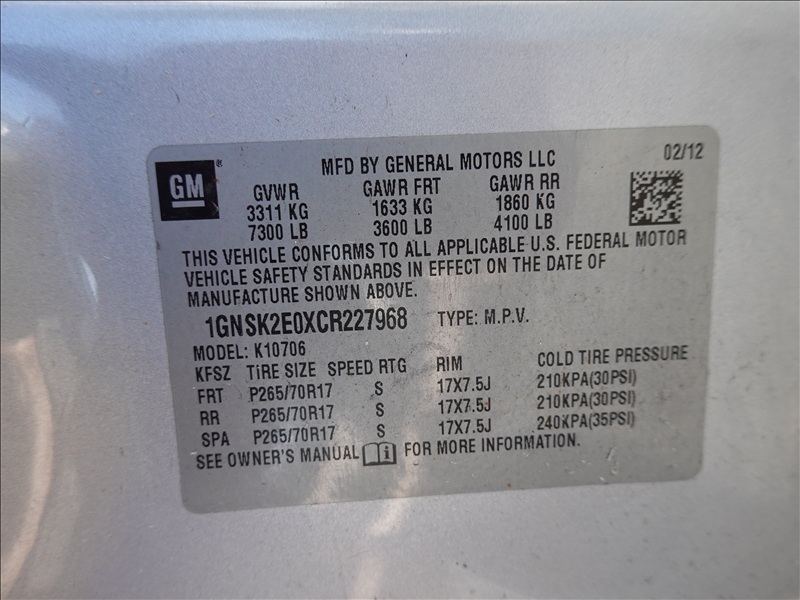 GM® MFD BY GENERAL MOTORS LLC 02/12
GVWR GAWR FRT GAWR RR
3311 KG 1633 KG 1860 KG
7300 LB 3600 LB 4100 LB
THIS VEHICLE CONFORMS TO ALL APPLICABLE U.S. FEDERAL MOTOR
VEHICLE SAFETY STANDARDS IN EFFECT ON THE DATE OF
MANUFACTURE SHOWN ABOVE.
1GNSK2E0XCR227968 TYPE: M.P.V.
MODEL: K10706
KFSZ TIRE SIZE SPEED RTG RIM COLD TIRE PRESSURE
FRT P265/70R17 S 17X7.5J 210KPA(30PSI)
RR P265/70R17 S 17X7.5J 210KPA(30PSI)
SPA P265/70R17 S 17X7.5J 240KPA(35PSI)
SEE OWNER'S MANUAL FOR MORE INFORMATION.